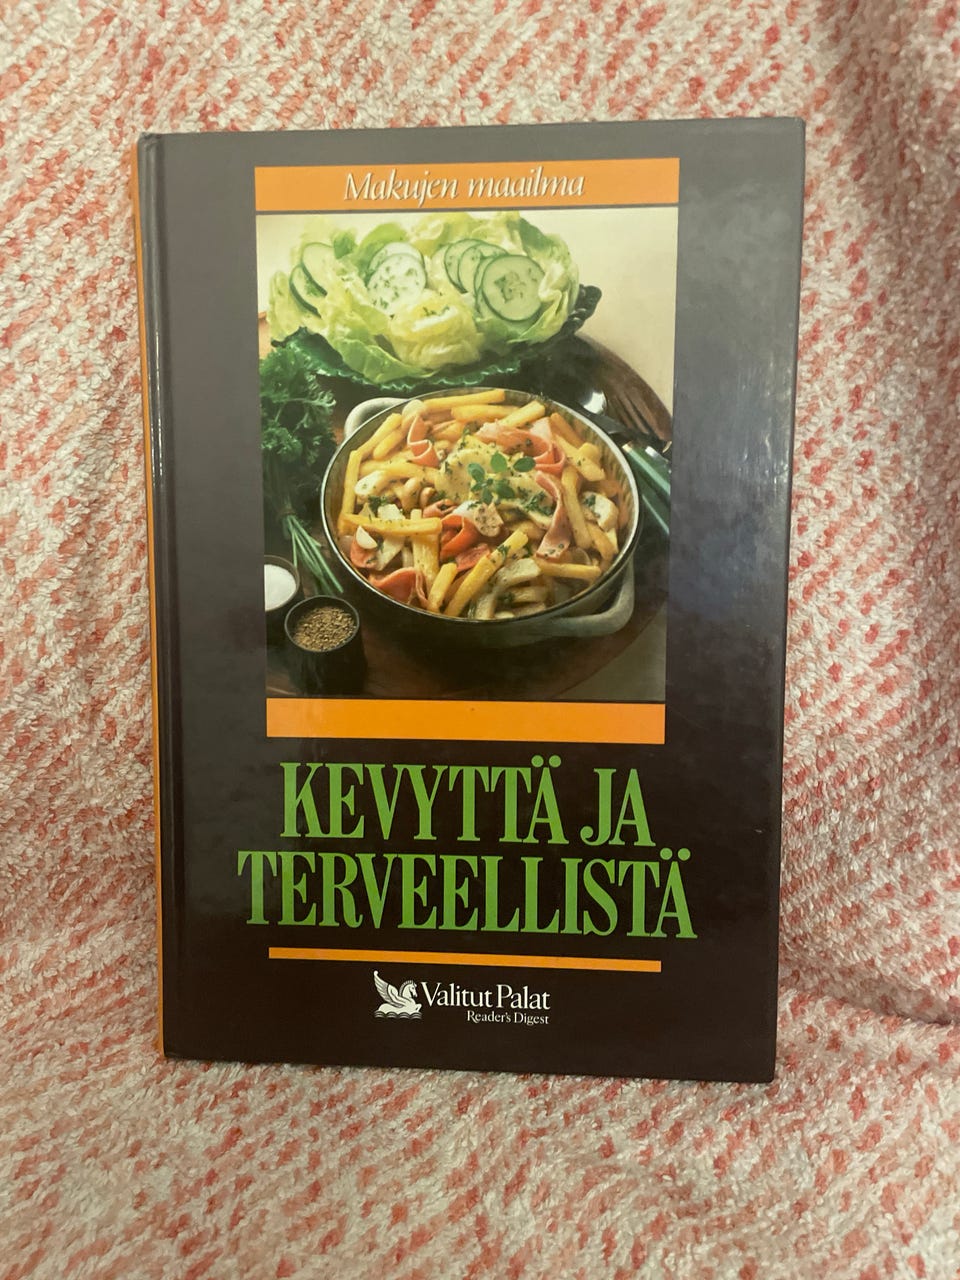 Makujen maailma
KEVYTTÄ JA
TERVEELLISTÄ
Valitut Palat
Reader's Digest